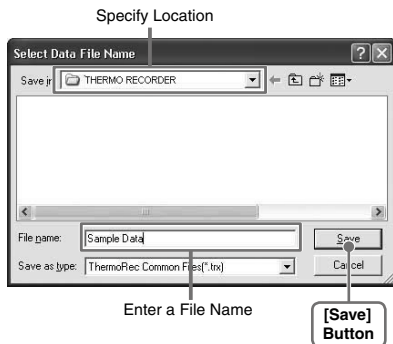 Specify Location
Select Data File Name
Save in
THERMO RECORDER
File name:
Sample Data
Save
Save as type:
ThermoRec Common Files(*.trx)
Cancel
Enter a File Name
[Save]
Button